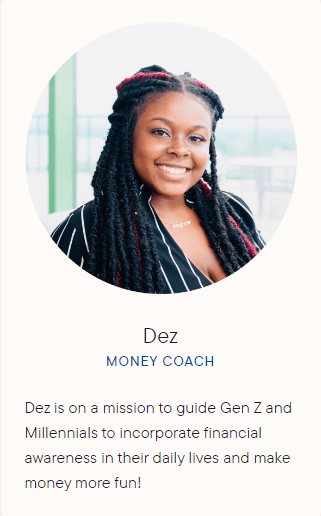 Dez
MONEY COACH
Dez is on a mission to guide Gen Z and
Millennials to incorporate financial
awareness in their daily lives and make
money more fun!